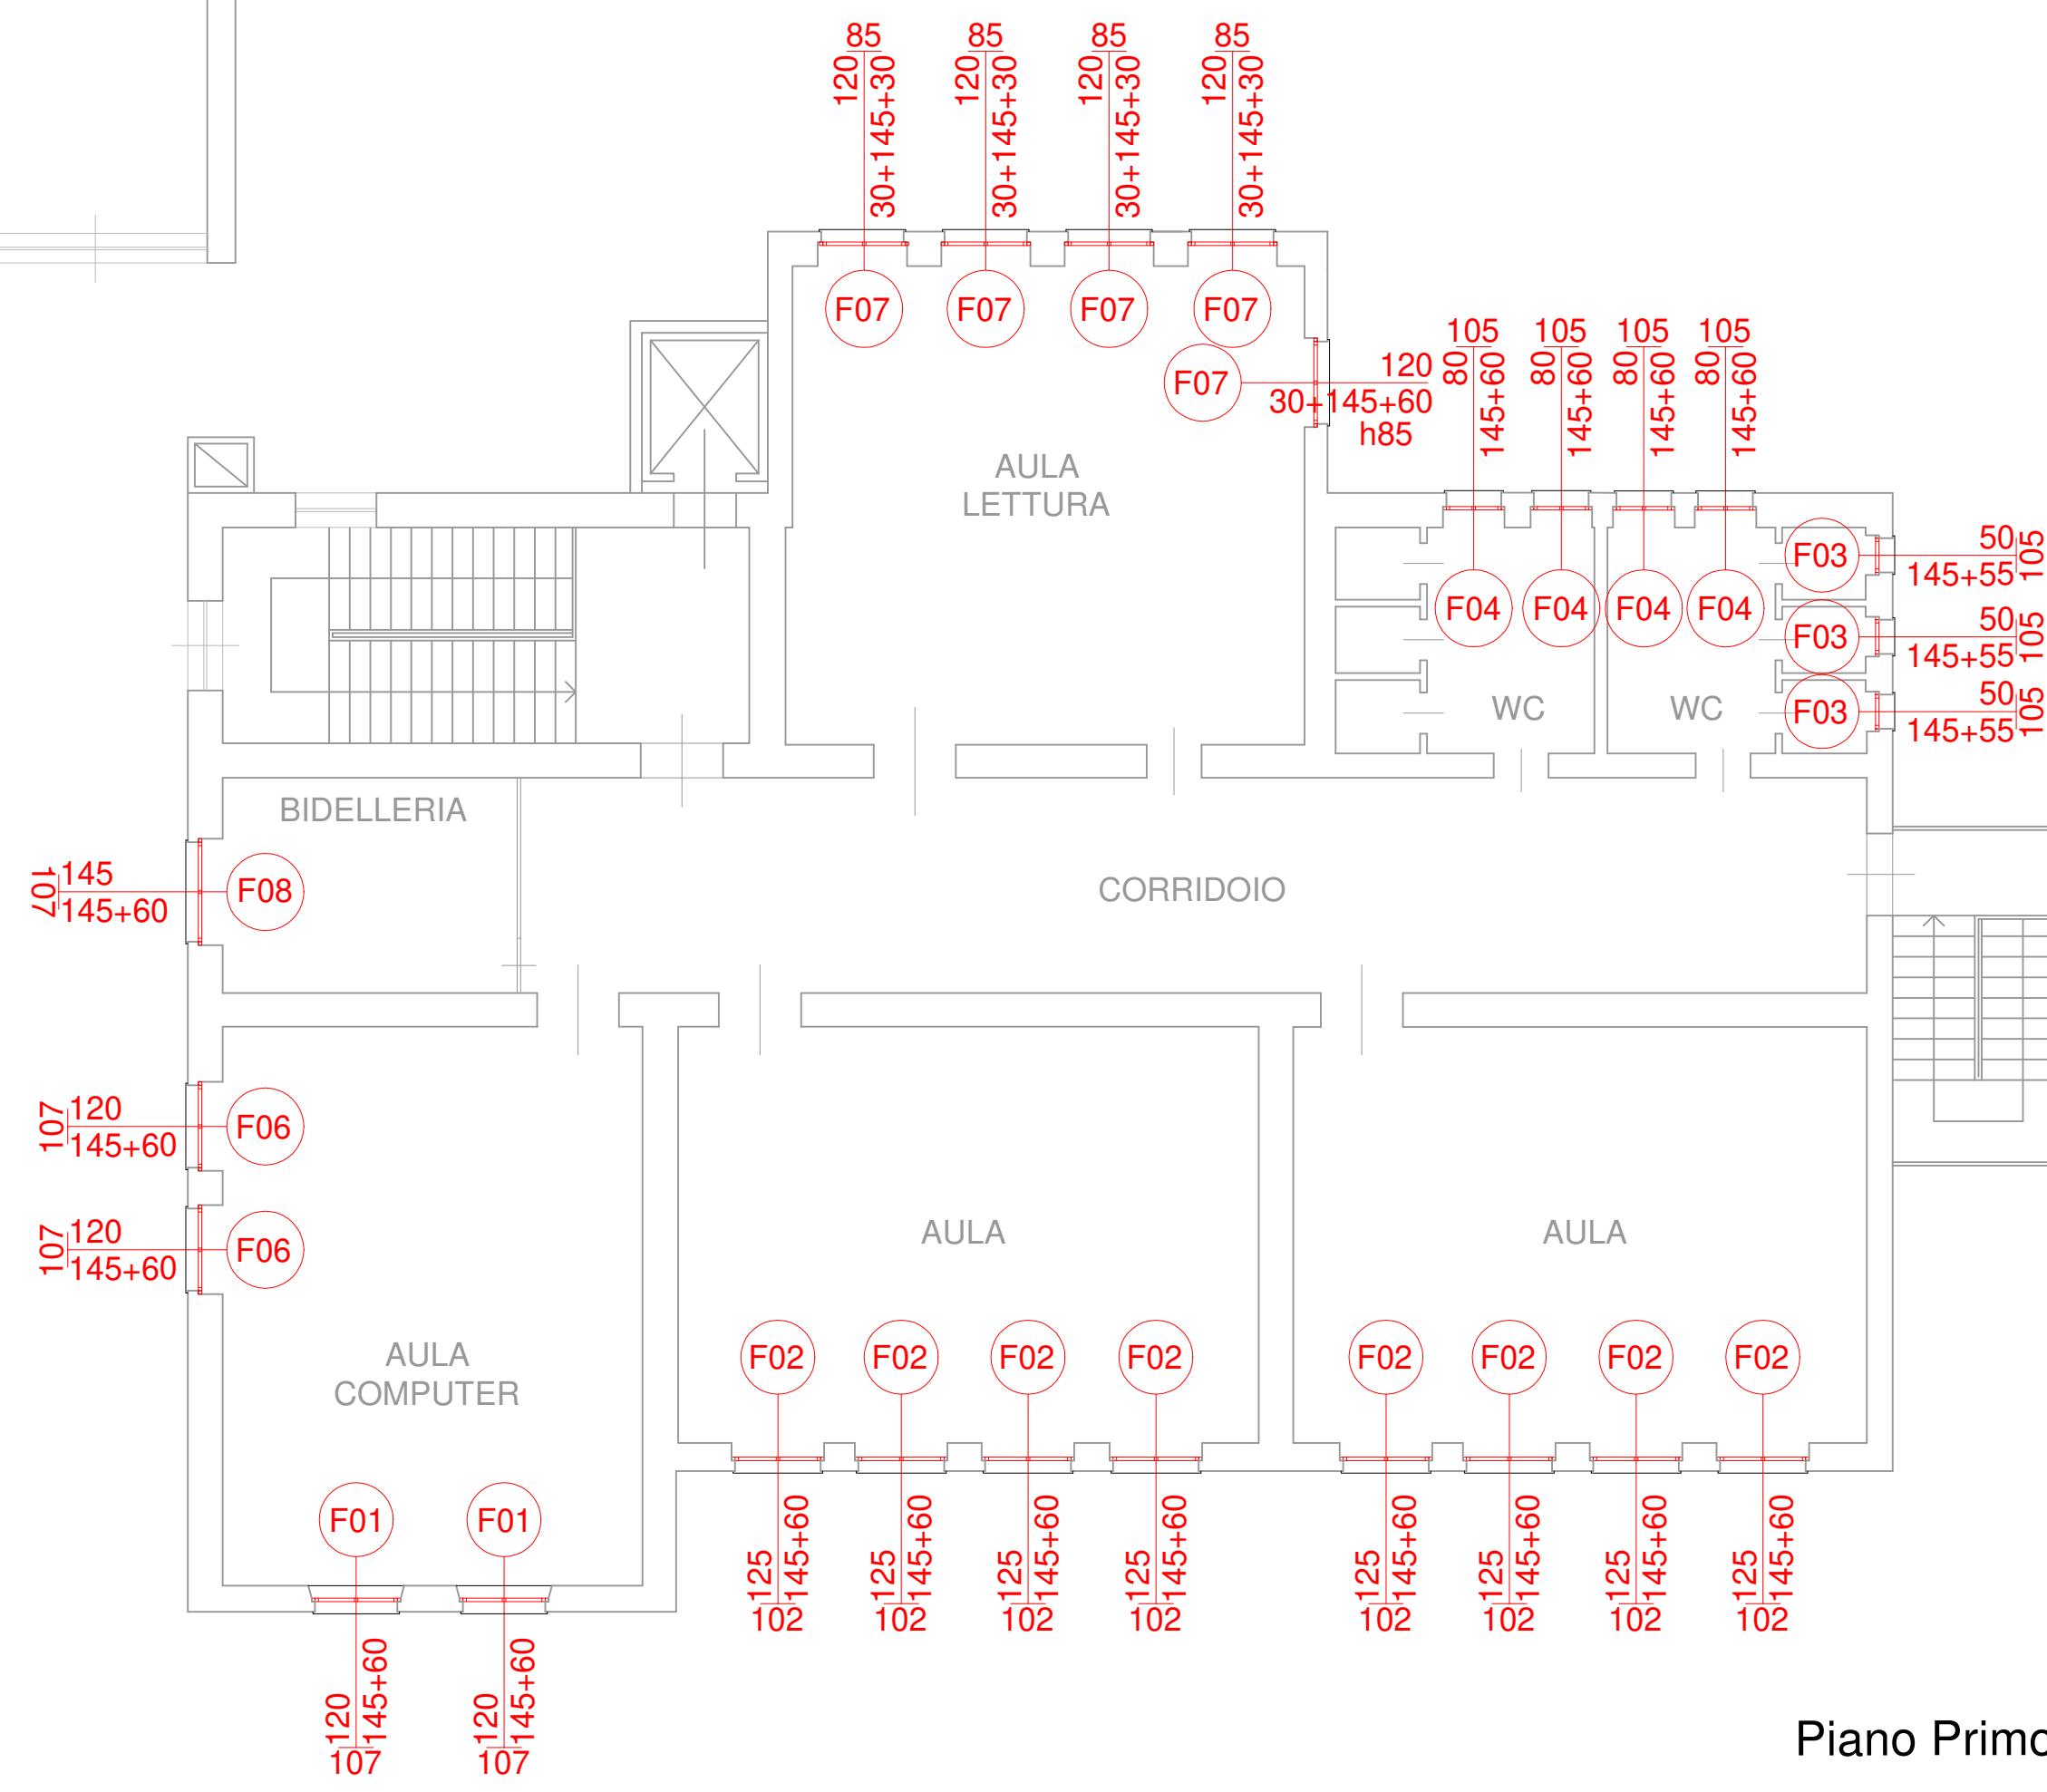 85 85 85 85
120 30+145+30 120 30+145+30 120 30+145+30 120 30+145+30
F07 F07 F07 F07
F07 120
30+145+60
h85
105 105 105 105
80 145+60 80 145+60 80 145+60 80 145+60
AULA
LETTURA
F03 50 105
145+55
F04 F04 F04 F04
F03 50 105
145+55
WC WC
F03 50 105
145+55
BIDELLERIA
107 145 F08
145+60
CORRIDOIO
107 120 F06
145+60
107 120 F06
145+60
AULA AULA
AULA
COMPUTER
F02 F02 F02 F02 F02 F02 F02 F02
125 145+60 125 145+60 125 145+60 125 145+60 125 145+60 125 145+60 125 145+60 125 145+60
102 102 102 102 102 102 102 102
F01 F01
120 145+60 120 145+60
107 107
Piano Primo